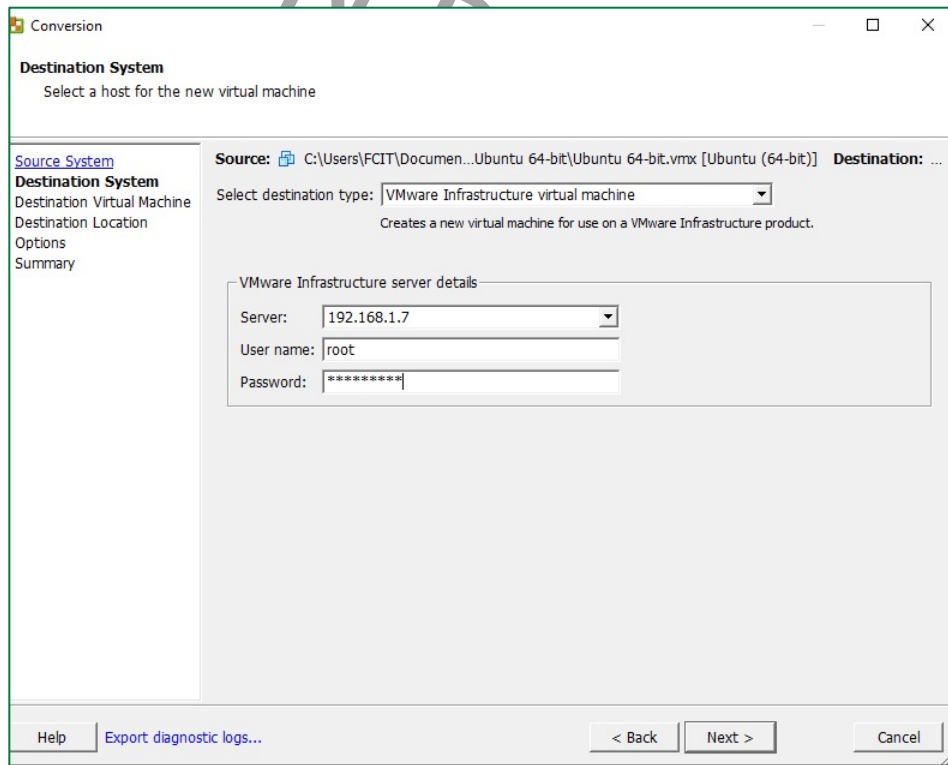 Conversion
Destination System
Select a host for the new virtual machine
Source System
Destination System
Destination Virtual Machine
Destination Location
Options
Summary
Source: C:\Users\FCIT\Documen...Ubuntu 64-bit\Ubuntu 64-bit.vmx [Ubuntu (64-bit)] Destination: ...
Select destination type: VMware Infrastructure virtual machine
Creates a new virtual machine for use on a VMware Infrastructure product.
VMware Infrastructure server details
Server: 192.168.1.7
User name: root
Password: *********
Help Export diagnostic logs... < Back Next > Cancel